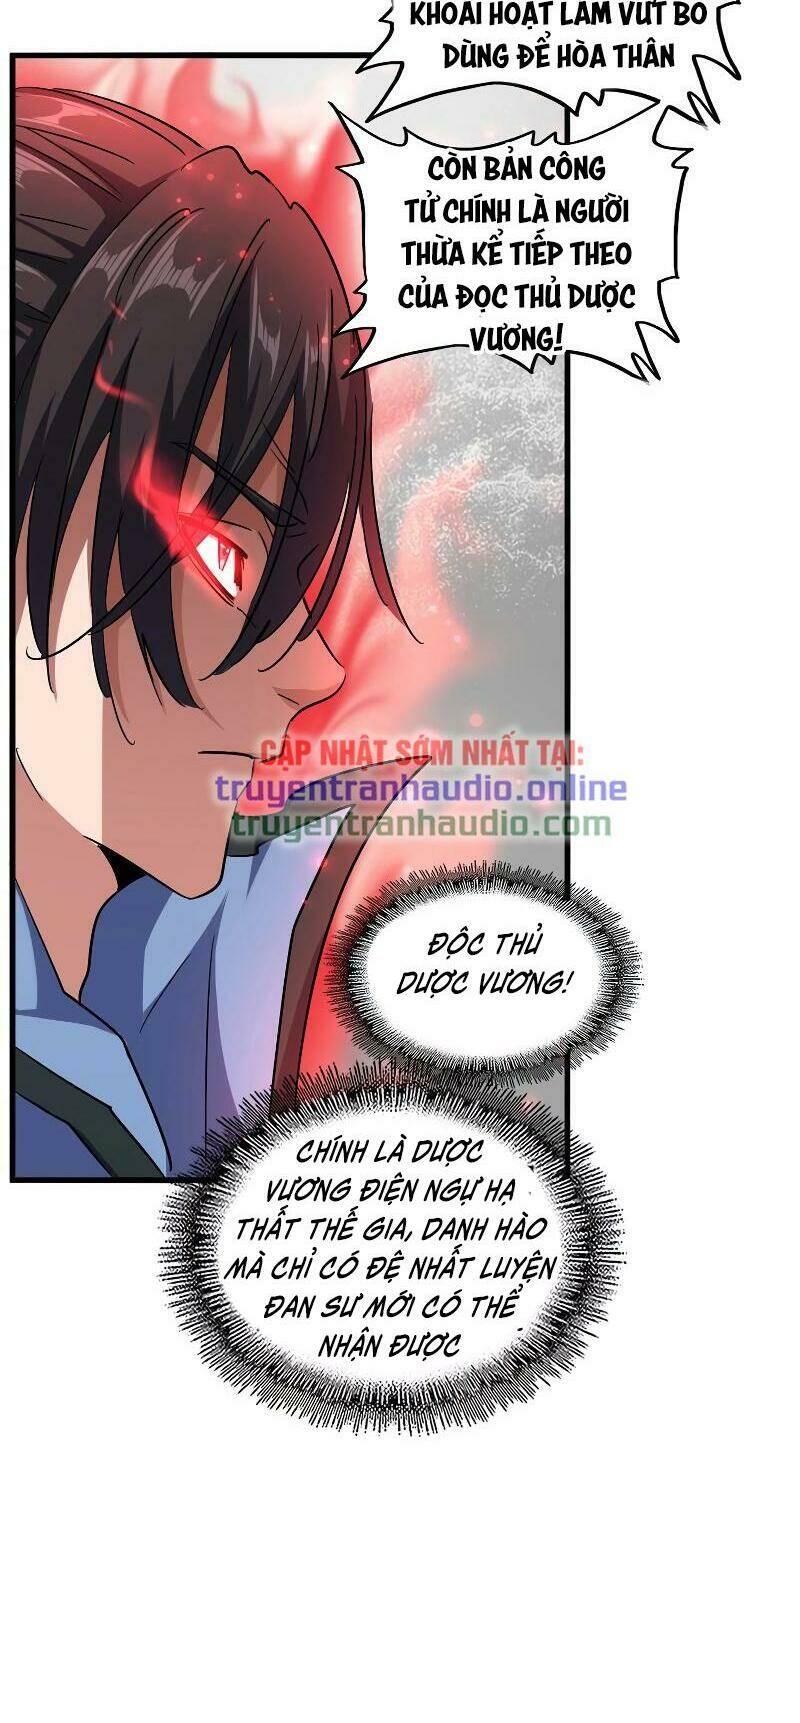 KHOÁI HOẠT LÂM VỨT BỎ
DÙNG ĐỂ HÒA THÂN
CÒN BẢN CÔNG
TỬ CHÍNH LÀ NGƯỜI
THỪA KỂ TIẾP THEO
CỦA ĐỌC THỦ DƯỢC
VƯƠNG!
CẬP NHẬT SỚM NHẤT TẠI:
truyentranhaudio.online
truyentranhaudio.com
ĐỘC THỦ
DƯỢC VƯƠNG!
CHÍNH LÀ DƯỢC
VƯƠNG ĐIỆN NGỰ HẠ
THẤT THẾ GIA, DANH HÀO
MÀ CHỈ CÓ ĐỆ NHẤT LUYỆN
ĐAN SƯ MỚI CÓ THỂ
NHẬN ĐƯỢC